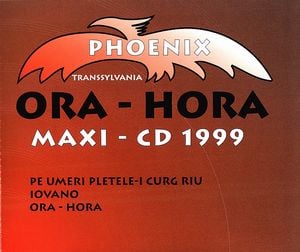 PHOENIX
TRANSSYLVANIA
ORA - HORA
MAXI - CD 1999
PE UMERI PLETELE-I CURG RIU
IOVANO
ORA - HORA